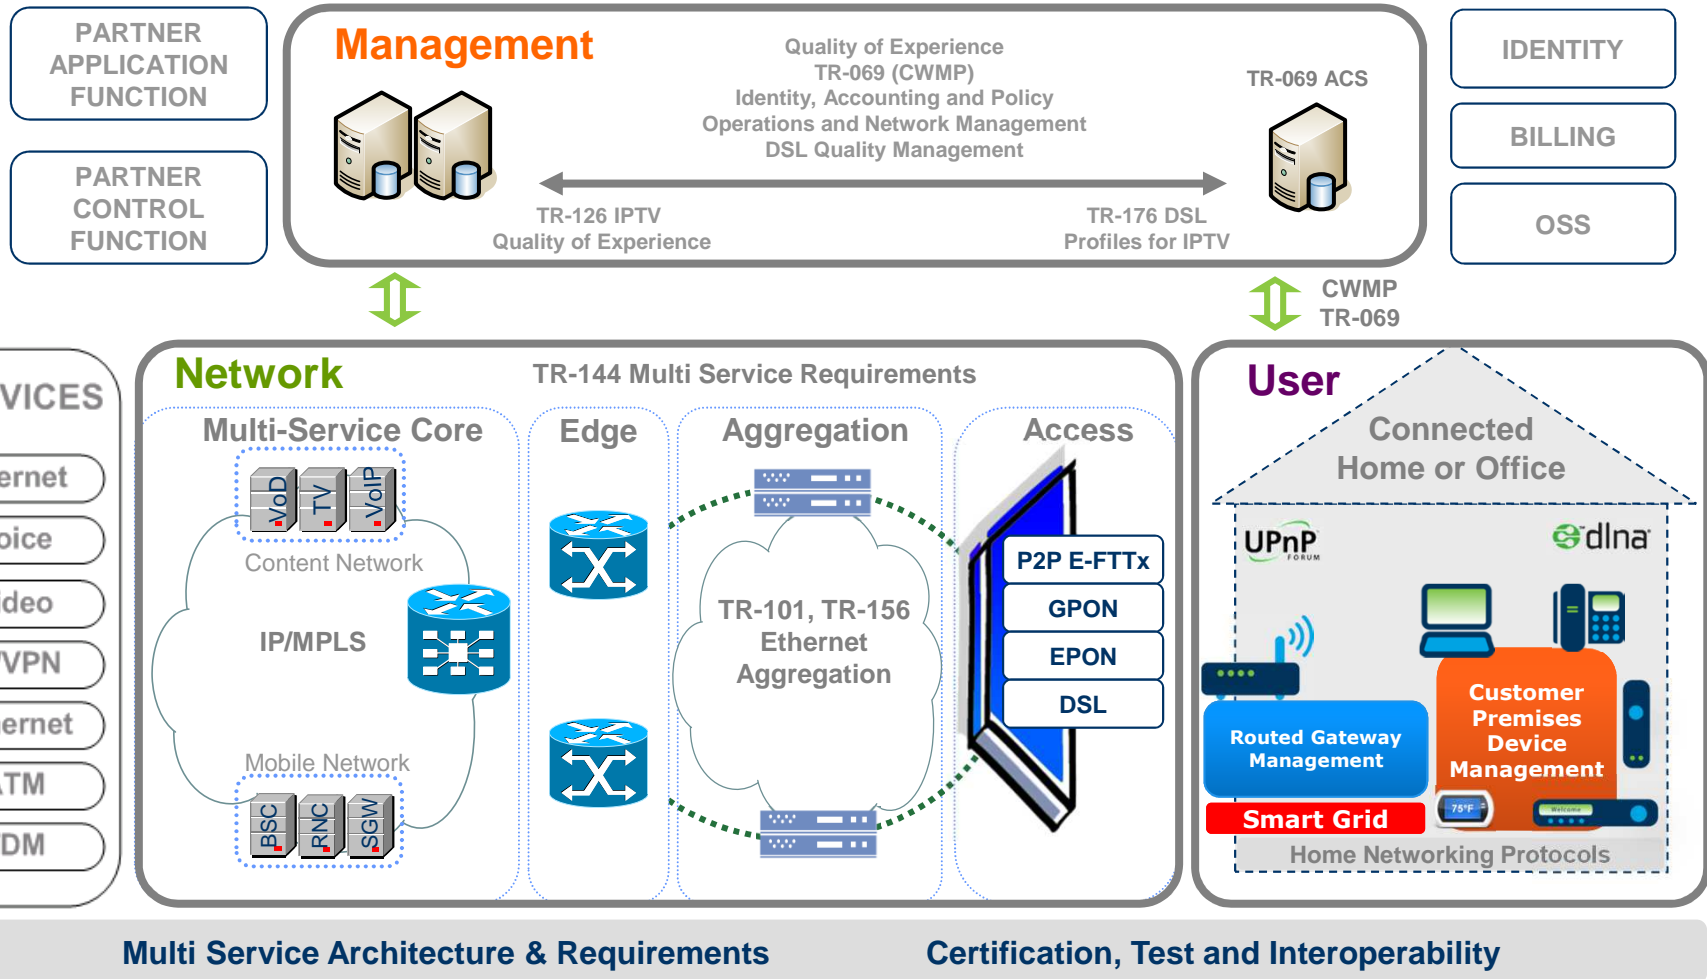 PARTNER
APPLICATION
FUNCTION
PARTNER
CONTROL
FUNCTION
Management
Quality of Experience
TR-069 (CWMP)
Identity, Accounting and Policy
Operations and Network Management
DSL Quality Management
TR-069 ACS
TR-126 IPTV
Quality of Experience
TR-176 DSL
Profiles for IPTV
IDENTITY
BILLING
OSS
CWMP
TR-069
VICES
ernet
oice
ideo
VPN
ernet
TM
DM
Network
TR-144 Multi Service Requirements
Multi-Service Core
VoD
TV
VoIP
Content Network
IP/MPLS
Mobile Network
BSC
RNC
SGW
Edge
Aggregation
TR-101, TR-156
Ethernet
Aggregation
Access
P2P E-FTTx
GPON
EPON
DSL
User
Connected
Home or Office
UPnP
FORUM
dlna
Routed Gateway
Management
Smart Grid
Customer
Premises
Device
Management
75°F
Welcome
Home Networking Protocols
Multi Service Architecture & Requirements
Certification, Test and Interoperability